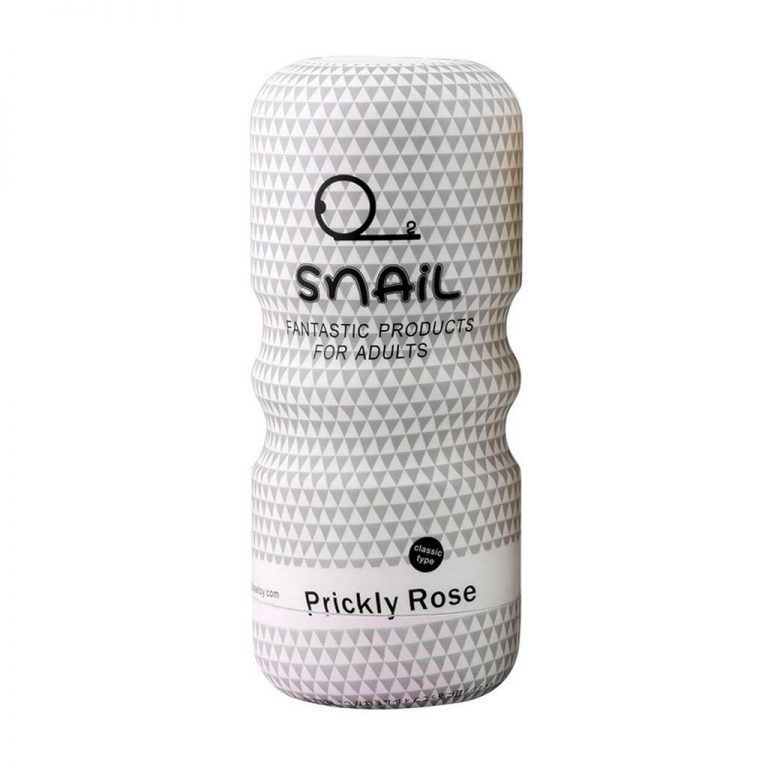 SNAiL
FANTASTIC PRODUCTS
FOR ADULTS
classic
type
Prickly Rose